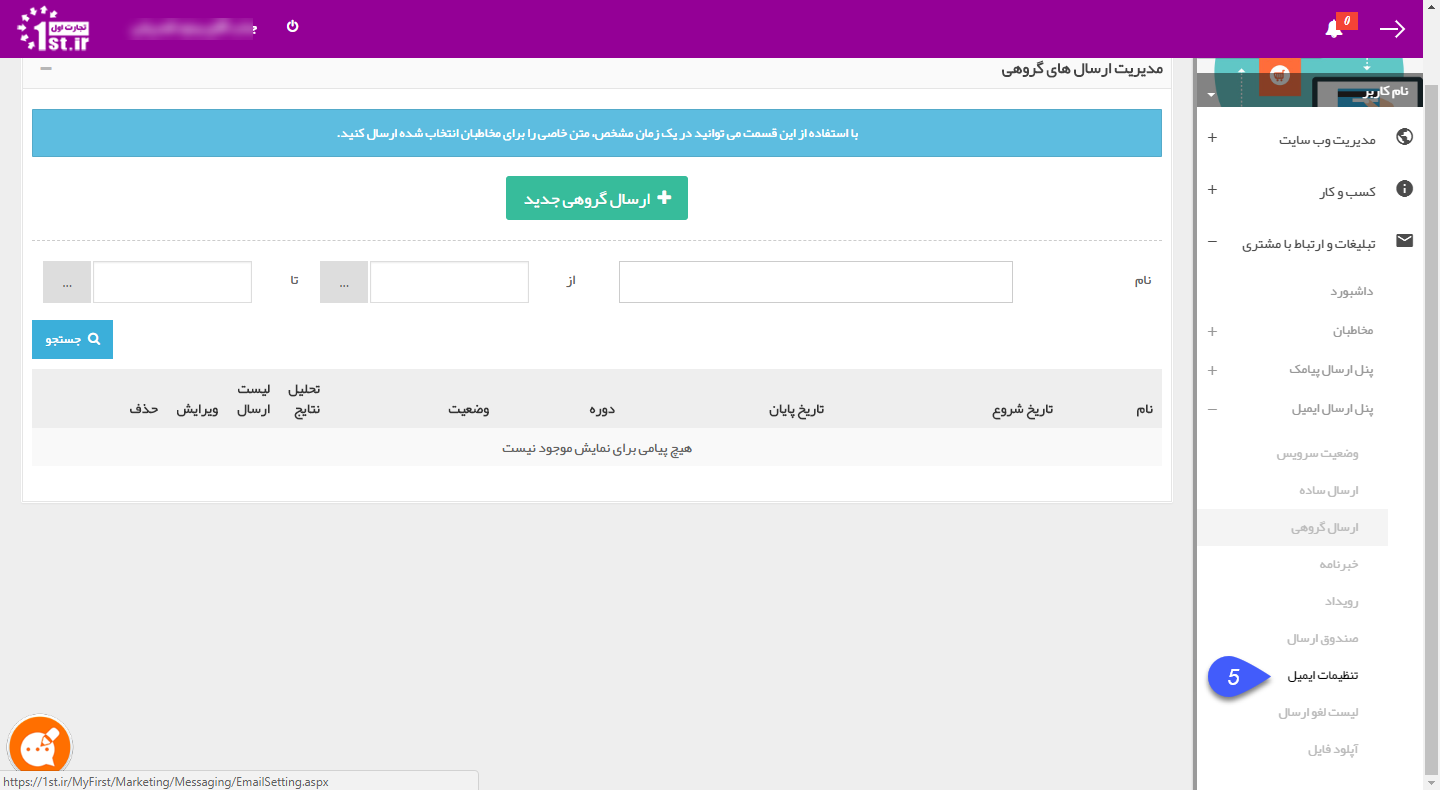 تجارت اول
1st.ir
0
نام کاربر
مدیریت وب سایت
کسب و کار
تبلیغات و ارتباط با مشتری
داشبورد
مخاطبان
پنل ارسال پیامک
پنل ارسال ایمیل
وضعیت سرویس
ارسال ساده
ارسال گروهی
خبرنامه
رویداد
صندوق ارسال
تنظیمات ایمیل
5
لیست لغو ارسال
آپلود فایل
مدیریت ارسال های گروهی
با استفاده از این قسمت می توانید در یک زمان مشخص، متن خاصی را برای مخاطبان انتخاب شده ارسال کنید.
ارسال گروهی جدید
نام از ... تا ...
جستجو
نام تاریخ شروع تاریخ پایان دوره وضعیت تحلیل نتایج لیست ارسال ویرایش حذف
هیچ پیامی برای نمایش موجود نیست
https://1st.ir/MyFirst/Marketing/Messaging/EmailSetting.aspx